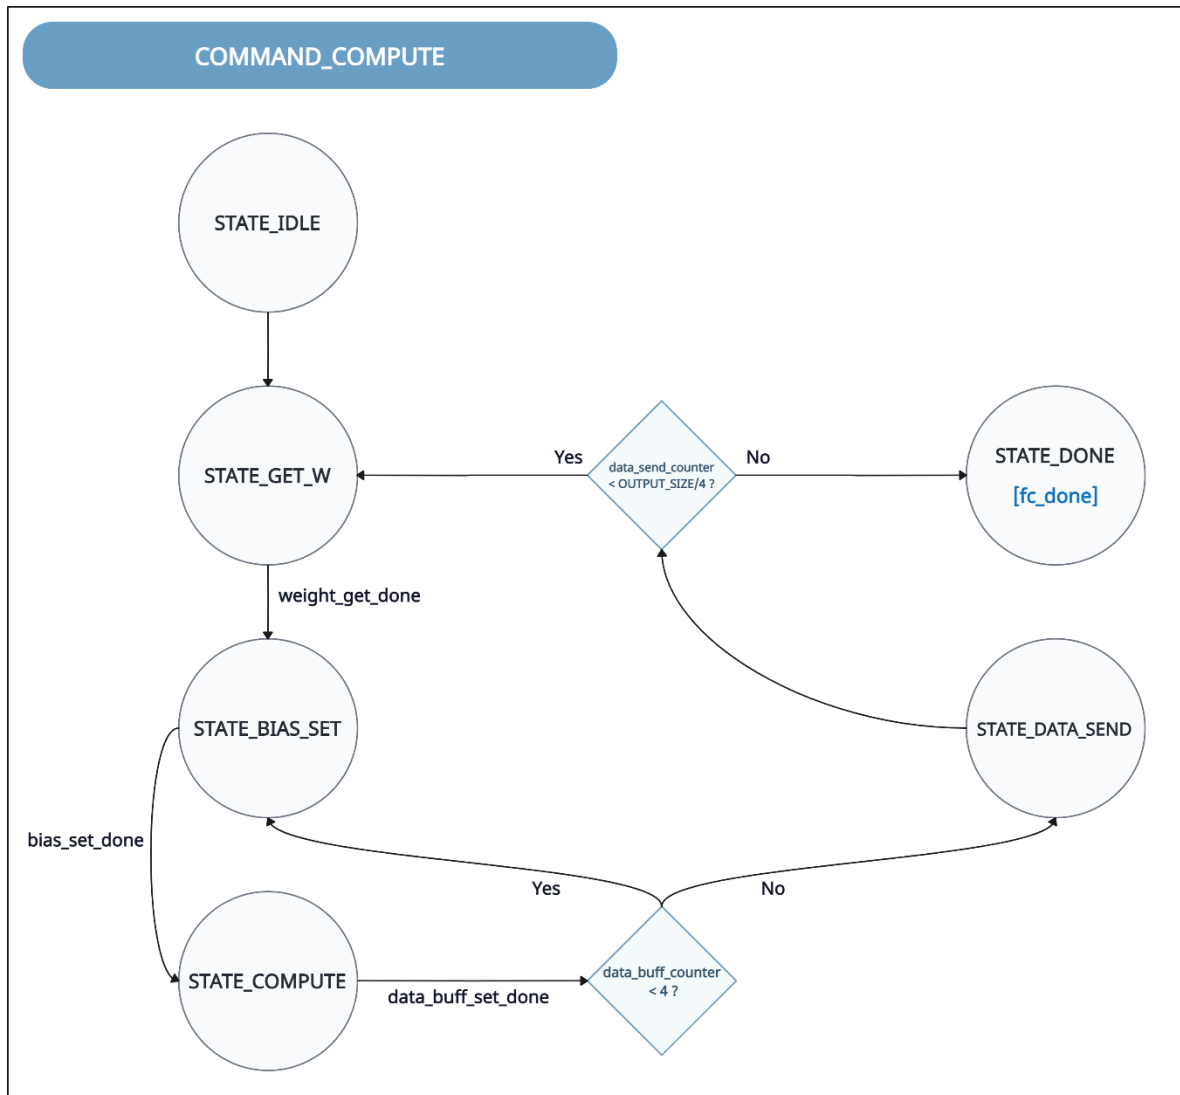 COMMAND_COMPUTE
STATE_IDLE
STATE_GET_W
Yes
data_send_counter
< OUTPUT_SIZE/4 ?
No
STATE_DONE
[fc_done]
weight_get_done
STATE_BIAS_SET
STATE_DATA_SEND
bias_set_done
Yes
No
STATE_COMPUTE
data_buff_set_done
data_buff_counter
< 4 ?